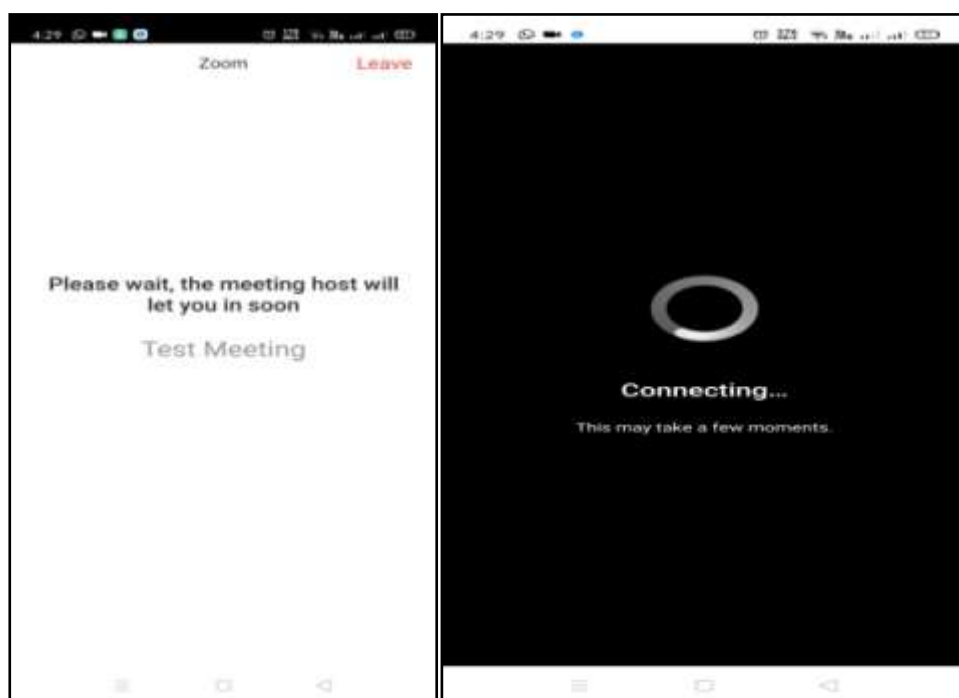 4:29
Zoom Leave
Please wait, the meeting host will
let you in soon
Test Meeting
4:29
Connecting...
This may take a few moments.